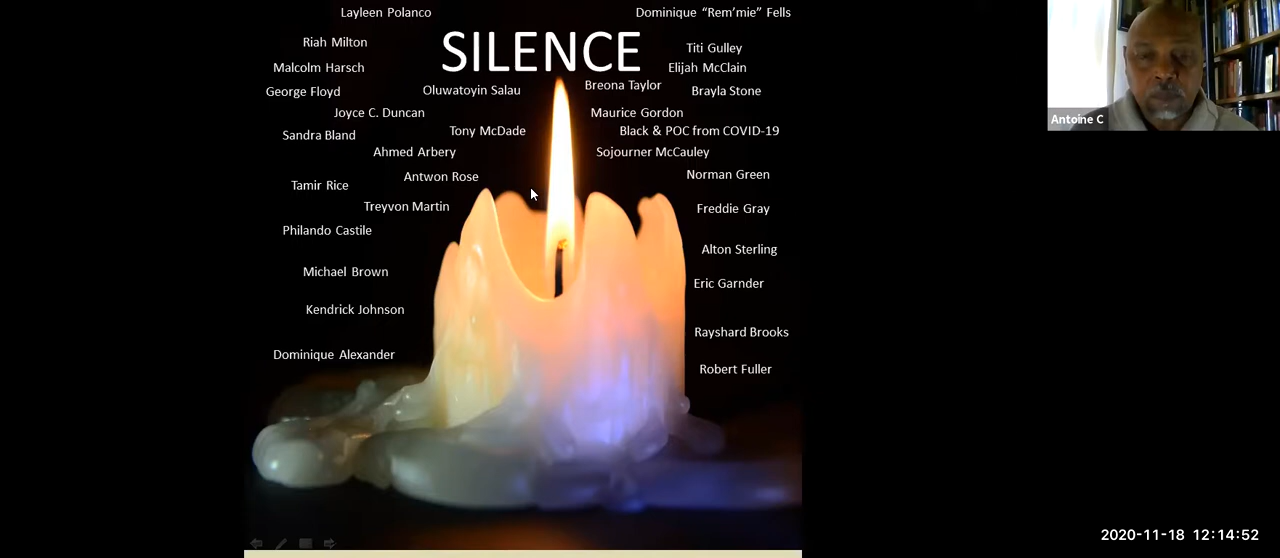 Layleen Polanco
Dominique “Rem’mie” Fells
SILENCE
Riah Milton
Titi Gulley
Malcolm Harsch
Elijah McClain
George Floyd
Oluwatoyin Salau
Breona Taylor
Brayla Stone
Joyce C. Duncan
Maurice Gordon
Sandra Bland
Tony McDade
Black & POC from COVID-19
Ahmed Arbery
Sojourner McCauley
Antwon Rose
Norman Green
Tamir Rice
Treyvon Martin
Freddie Gray
Philando Castile
Alton Sterling
Michael Brown
Eric Garnder
Kendrick Johnson
Rayshard Brooks
Dominique Alexander
Robert Fuller
Antoine C
2020-11-18 12:14:52